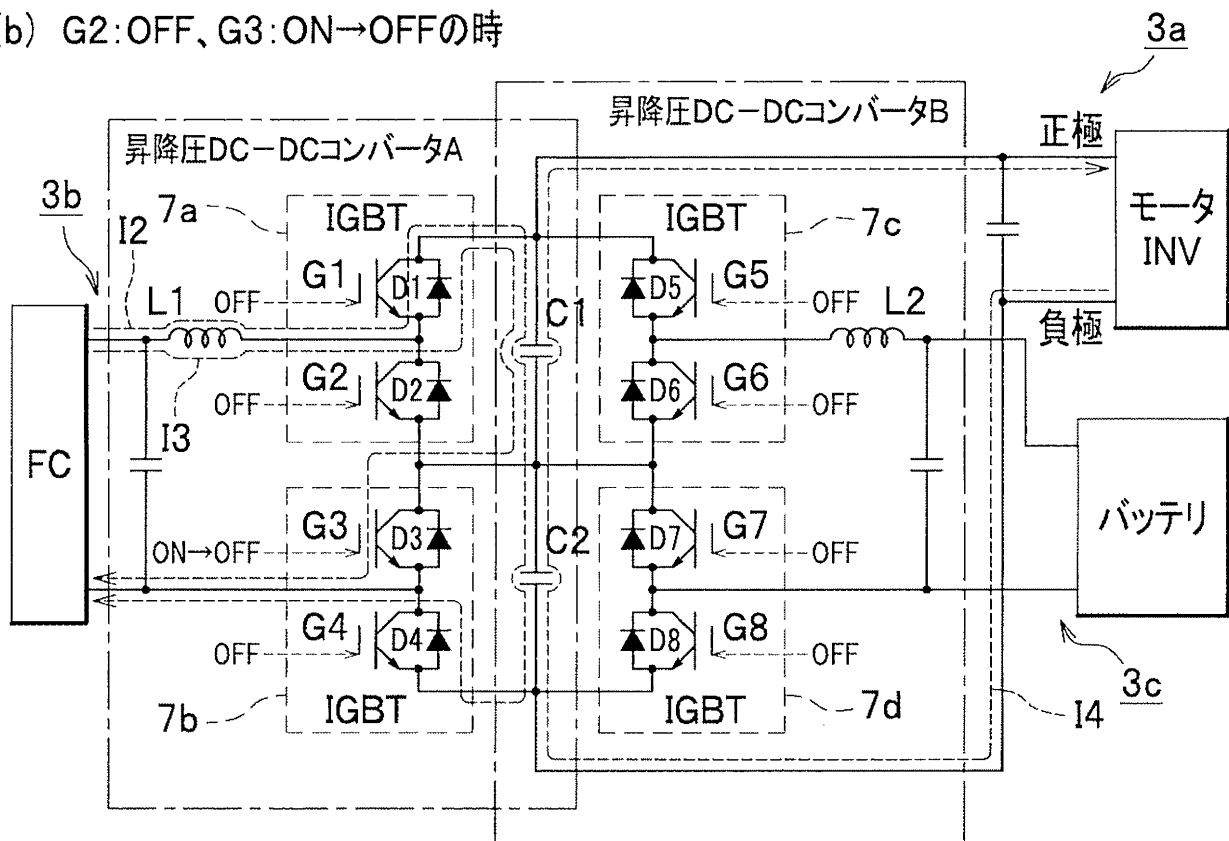 (b) G2:OFF、G3:ON→OFFの時
3a
昇降圧DC-DCコンバータB
昇降圧DC-DCコンバータA
正極
3b
7a
IGBT
IGBT
7c
モータ
INV
I2
G1
D1
D5
G5
OFF
OFF
L1
C1
L2
負極
G2
D2
D6
G6
OFF
OFF
I3
FC
バッテリ
G3
D3
C2
D7
G7
ON→OFF
OFF
G4
D4
D8
G8
OFF
OFF
7b
IGBT
IGBT
7d
I4
3c